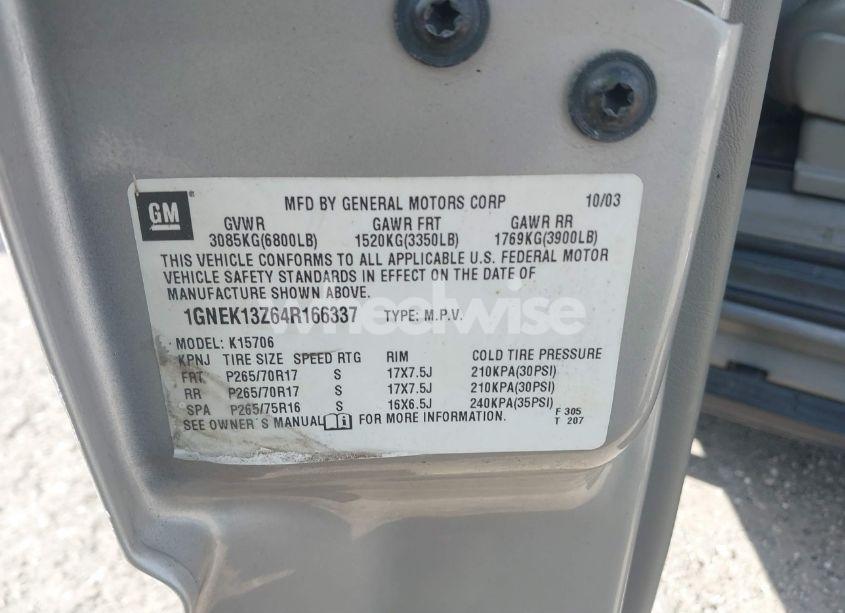 GM
MFD BY GENERAL MOTORS CORP 10/03
GVWR GAWR FRT GAWR RR
3085KG(6800LB) 1520KG(3350LB) 1769KG(3900LB)
THIS VEHICLE CONFORMS TO ALL APPLICABLE U.S. FEDERAL MOTOR
VEHICLE SAFETY STANDARDS IN EFFECT ON THE DATE OF
MANUFACTURE SHOWN ABOVE.
1GNEK13Z64R166337 TYPE: M.P.V.
MODEL: K15706
KPNJ TIRE SIZE SPEED RTG RIM COLD TIRE PRESSURE
FRT P265/70R17 S 17X7.5J 210KPA(30PSI)
RR P265/70R17 S 17X7.5J 210KPA(30PSI)
SPA P265/75R16 S 16X6.5J 240KPA(35PSI)
SEE OWNER'S MANUAL FOR MORE INFORMATION.
F 305
T 207
wheelwise